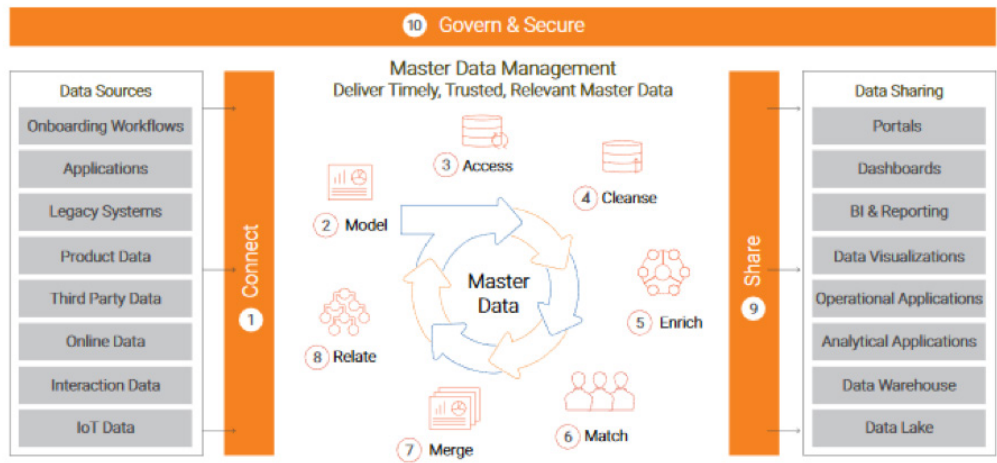 10 Govern & Secure
Data Sources
Onboarding Workflows
Applications
Legacy Systems
Product Data
Third Party Data
Online Data
Interaction Data
IoT Data
1 Connect
Master Data Management
Deliver Timely, Trusted, Relevant Master Data
2 Model
3 Access
4 Cleanse
5 Enrich
6 Match
7 Merge
8 Relate
Master
Data
9 Share
Data Sharing
Portals
Dashboards
BI & Reporting
Data Visualizations
Operational Applications
Analytical Applications
Data Warehouse
Data Lake